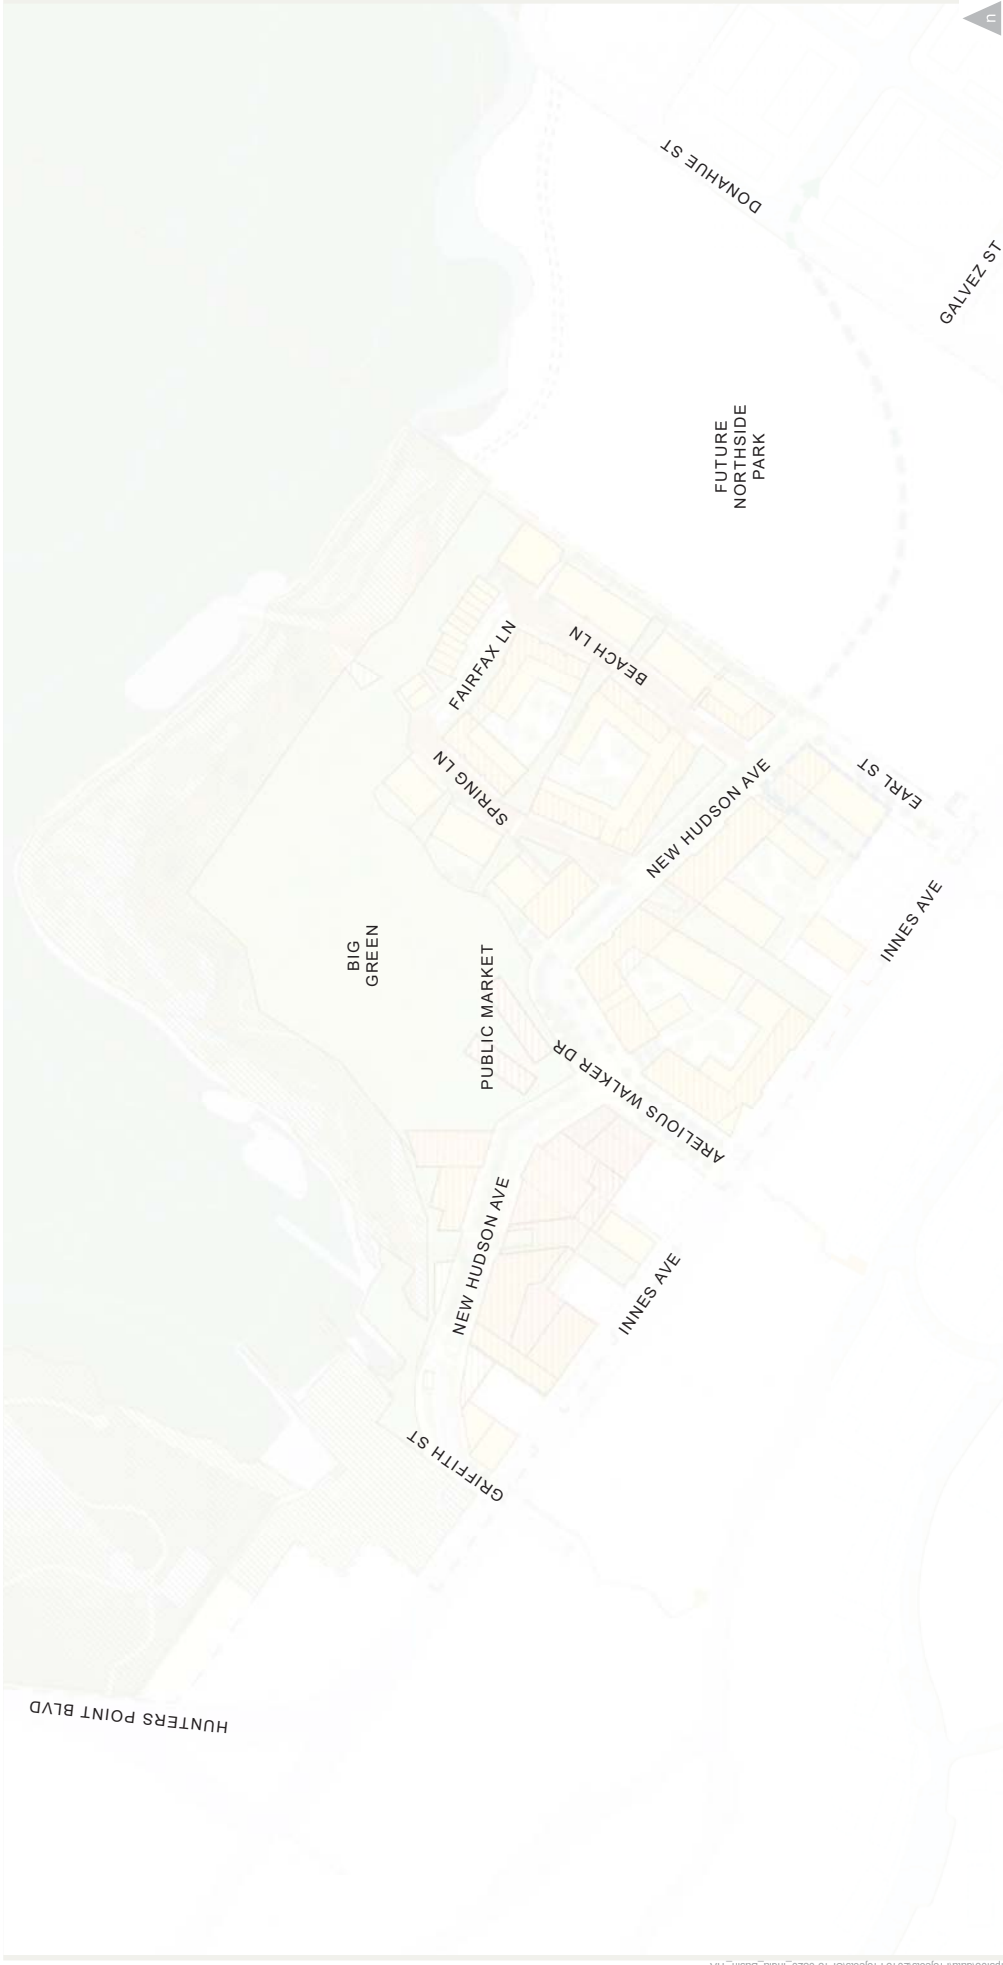 n
DONAHUE ST
GALVEZ ST
FUTURE
NORTHSIDE
PARK
FAIRFAX LN
BEACH LN
SPRING LN
NEW HUDSON AVE
EARL ST
INNES AVE
BIG
GREEN
PUBLIC MARKET
ARELIOUS WALKER DR
NEW HUDSON AVE
INNES AVE
GRIFFITH ST
HUNTERS POINT BLVD